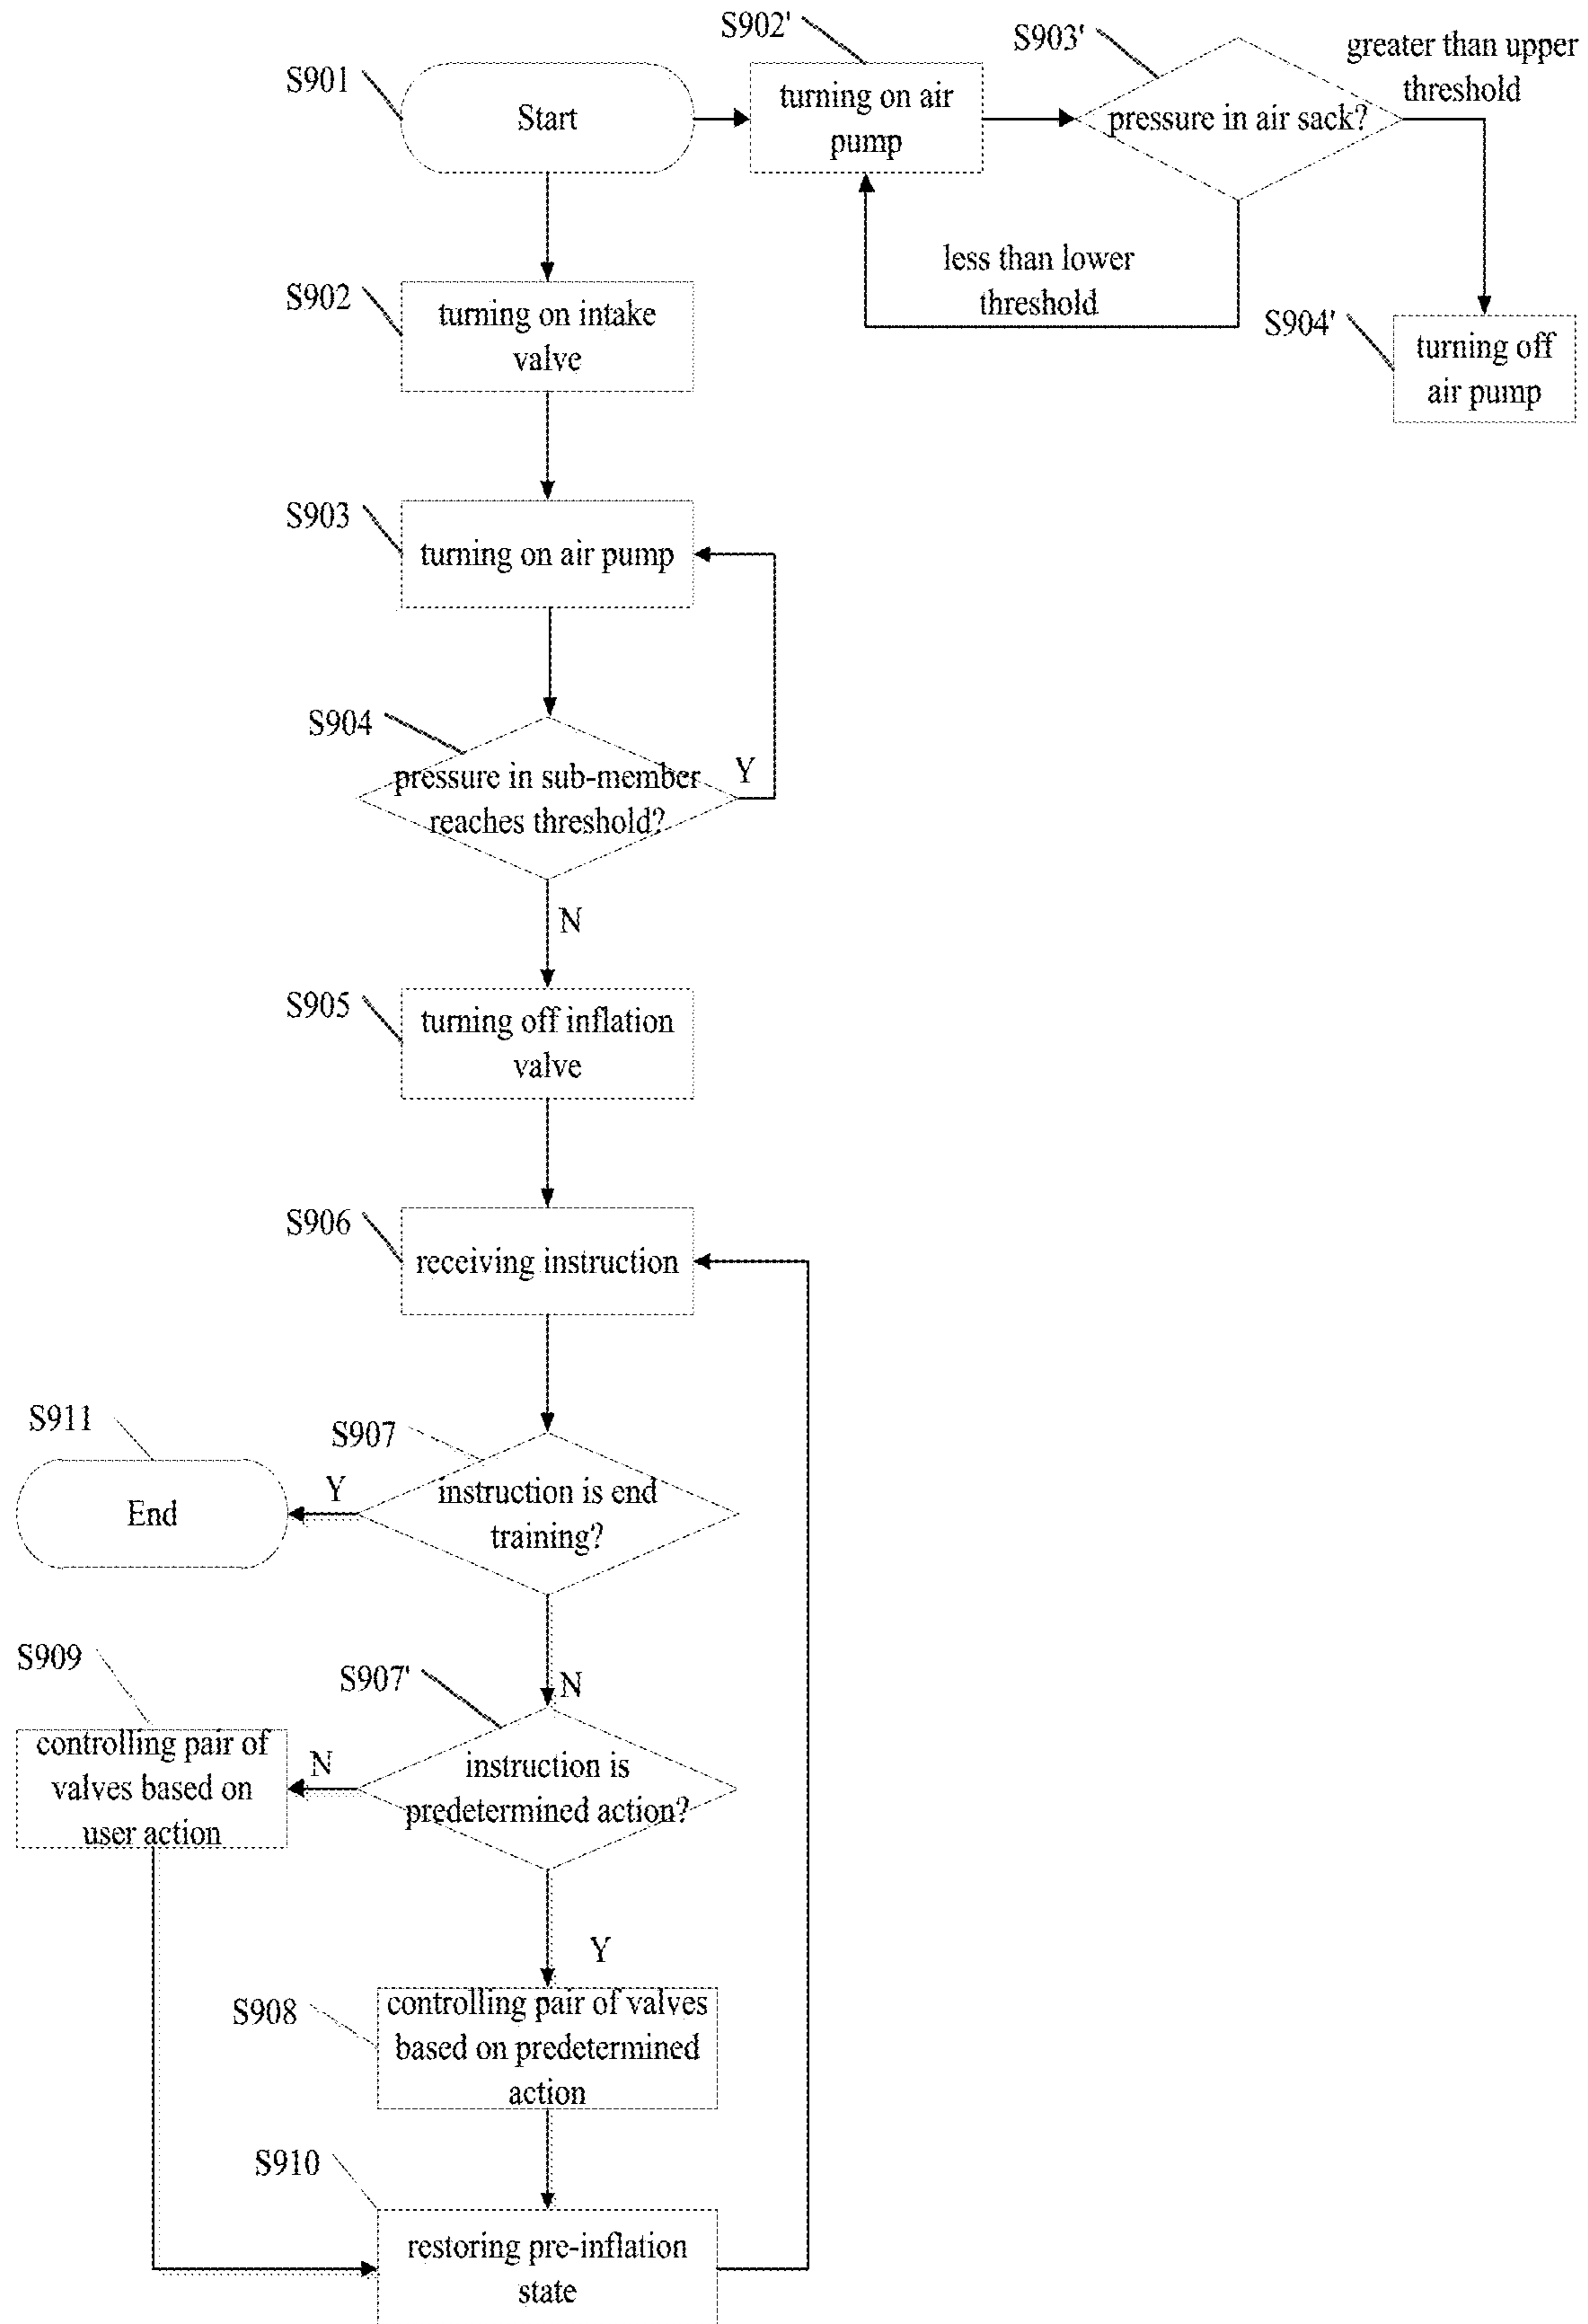 S901
Start
S902'
turning on air
pump
S903'
pressure in air sack?
greater than upper
threshold
less than lower
threshold
S904'
turning off
air pump
S902
turning on intake
valve
S903
turning on air pump
S904
pressure in sub-member
reaches threshold?
Y
N
S905
turning off inflation
valve
S906
receiving instruction
S907
instruction is end
training?
Y
S911
End
N
S907'
instruction is
predetermined action?
N
S909
controlling pair of
valves based on
user action
Y
S908
controlling pair of valves
based on predetermined
action
S910
restoring pre-inflation
state